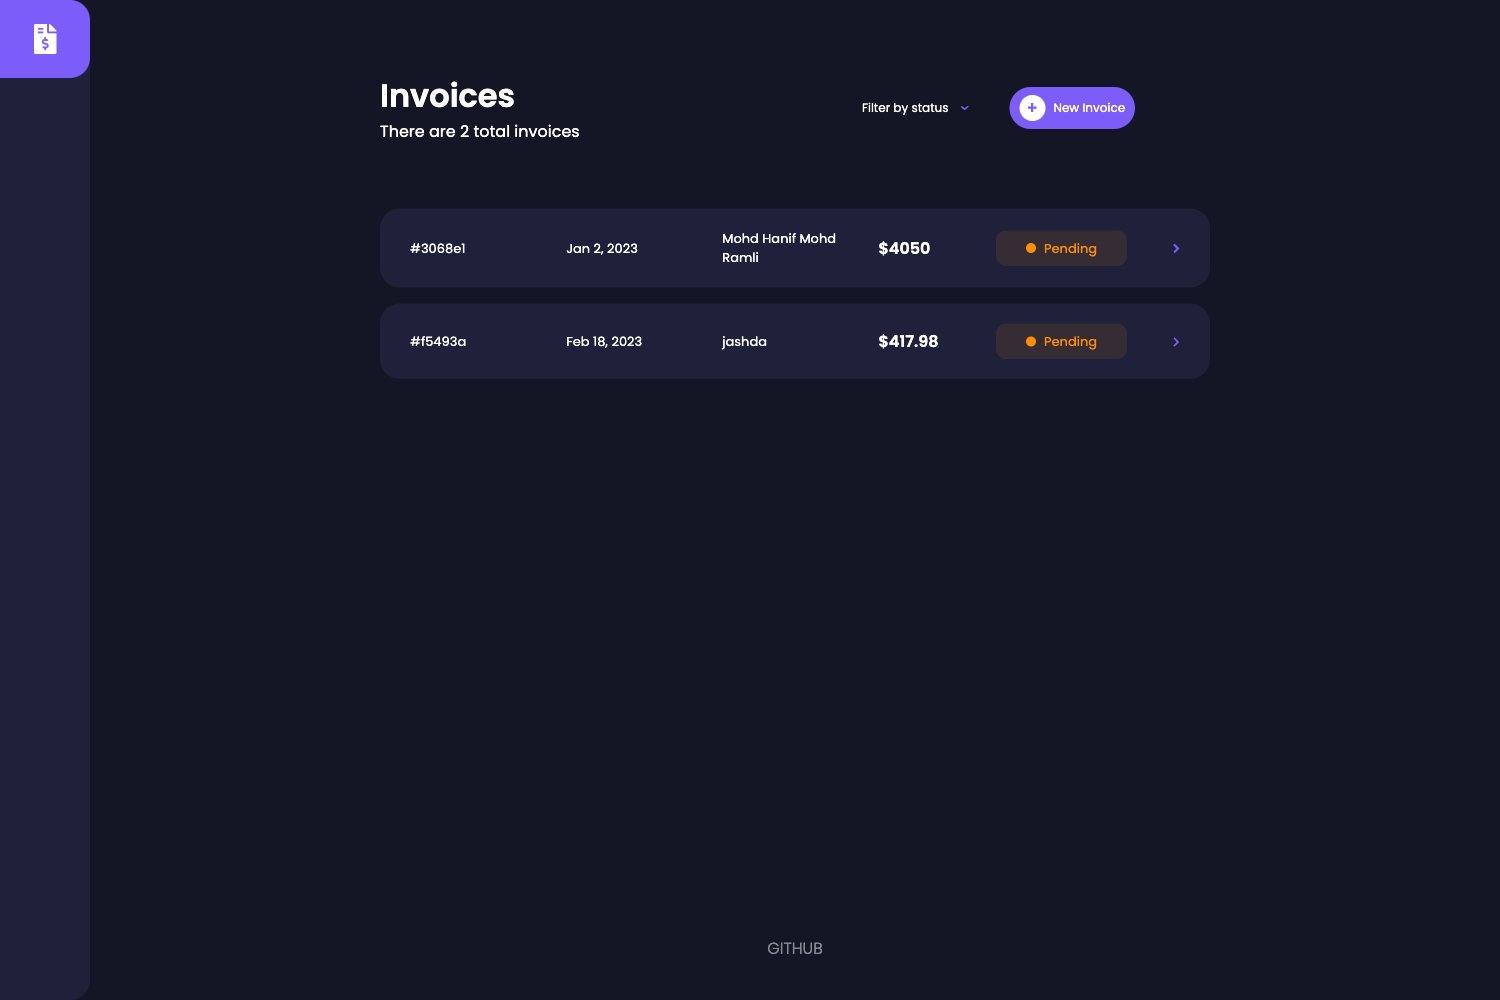 Invoices
There are 2 total invoices
Filter by status
New Invoice
#3068e1
Jan 2, 2023
Mohd Hanif Mohd
Ramli
$4050
Pending
#f5493a
Feb 18, 2023
jashda
$417.98
Pending
GITHUB